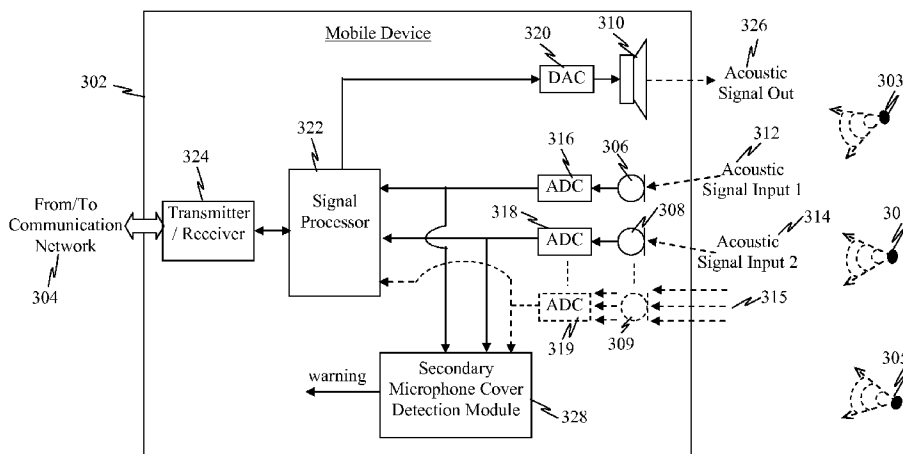 Mobile Device
302
320
310
DAC
326
Acoustic
Signal Out
303
322
316
306
312
324
Signal
Processor
ADC
Acoustic
Signal Input 1
From/To
Communication
Network
304
Transmitter
/ Receiver
318
308
314
ADC
Acoustic
Signal Input 2
30
ADC
319
309
315
warning
Secondary
Microphone Cover
Detection Module
328
305